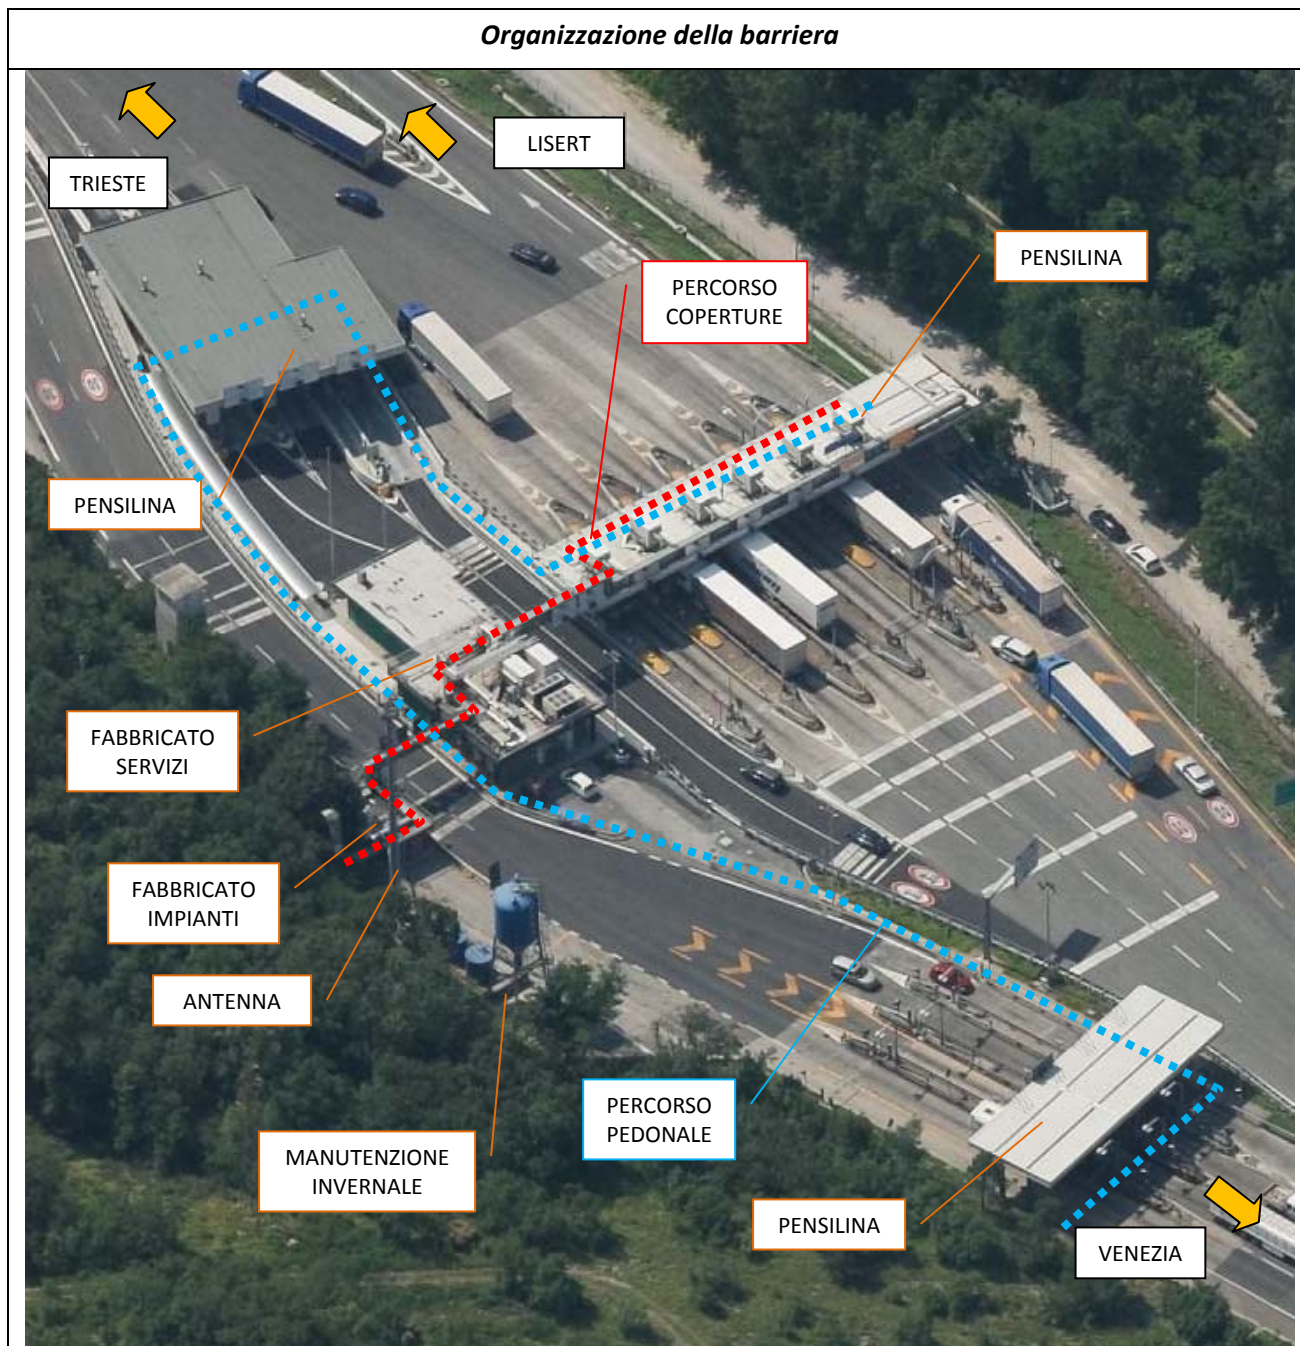 Organizzazione della barriera
LISERT
TRIESTE
PENSILINA
PERCORSO
COPERTURE
PENSILINA
FABBRICATO
SERVIZI
FABBRICATO
IMPIANTI
ANTENNA
PERCORSO
PEDONALE
MANUTENZIONE
INVERNALE
PENSILINA
VENEZIA